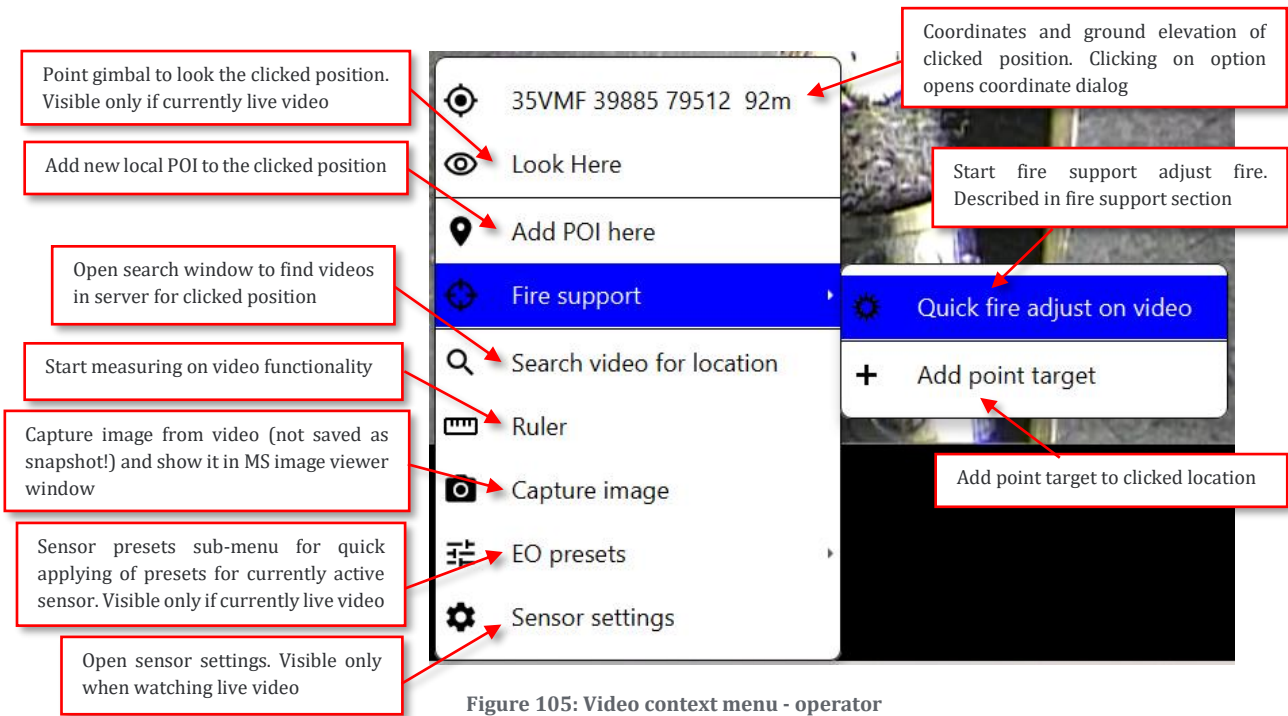 Point gimbal to look the clicked position.
Visible only if currently live video
Add new local POI to the clicked position
Open search window to find videos
in server for clicked position
Start measuring on video functionality
Capture image from video (not saved as
snapshot!) and show it in MS image viewer
window
Sensor presets sub-menu for quick
applying of presets for currently active
sensor. Visible only if currently live video
Open sensor settings. Visible only
when watching live video
35VMF 39885 79512 92m
Look Here
Add POI here
Fire support
Search video for location
Ruler
Capture image
EO presets
Sensor settings
Coordinates and ground elevation of
clicked position. Clicking on option
opens coordinate dialog
Start fire support adjust fire.
Described in fire support section
Quick fire adjust on video
Add point target
Add point target to clicked location
Figure 105: Video context menu - operator